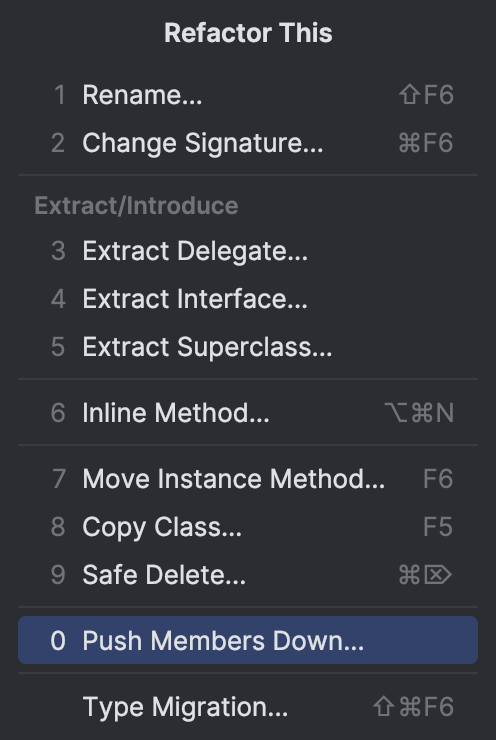 Refactor This
1 Rename... ⇧F6
2 Change Signature... ⌘F6
Extract/Introduce
3 Extract Delegate...
4 Extract Interface...
5 Extract Superclass...
6 Inline Method... ⌥⌘N
7 Move Instance Method... F6
8 Copy Class... F5
9 Safe Delete... ⌘⌦
0 Push Members Down...
Type Migration... ⇧⌘F6